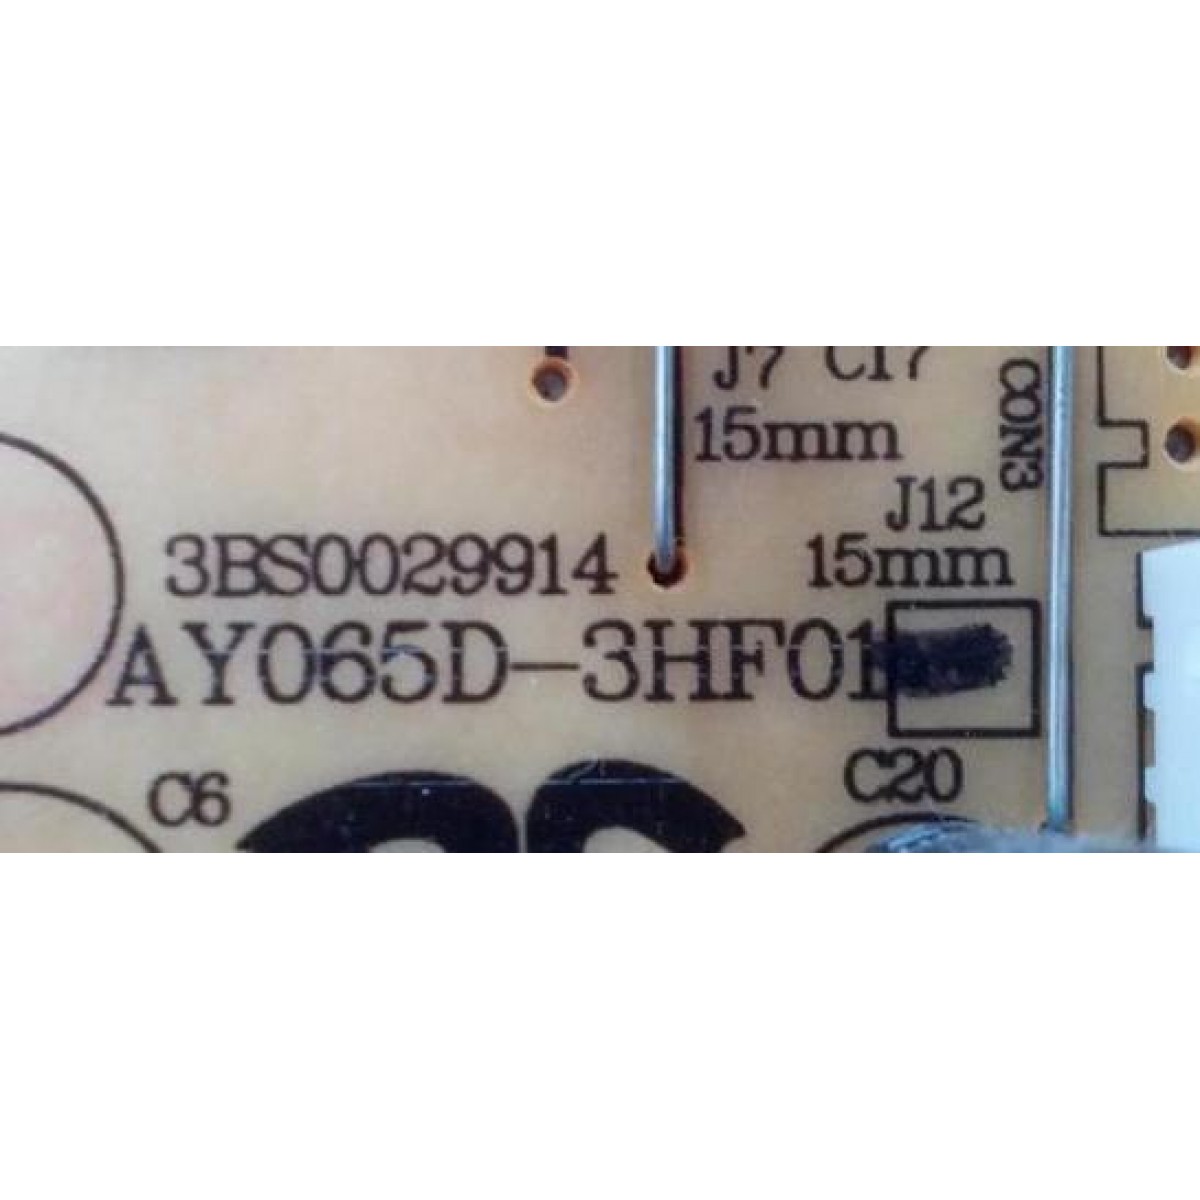 J7 C17
15mm
CON3
J12
15mm
3BS0029914
AY065D-3HF01
C6
C20